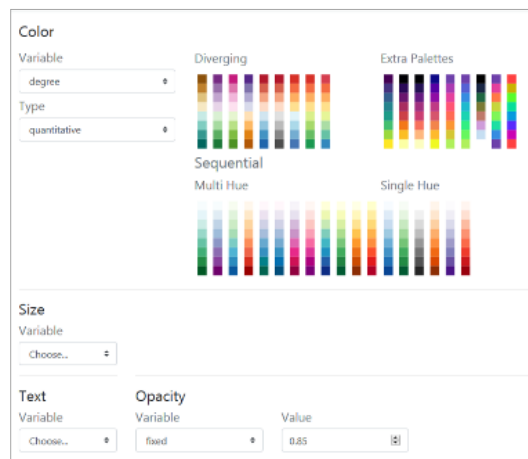 Color
Variable
degree
Type
quantitative
Diverging
Extra Palettes
Sequential
Multi Hue
Single Hue
Size
Variable
Choose...
Text
Variable
Choose...
Opacity
Variable
fixed
Value
0.85